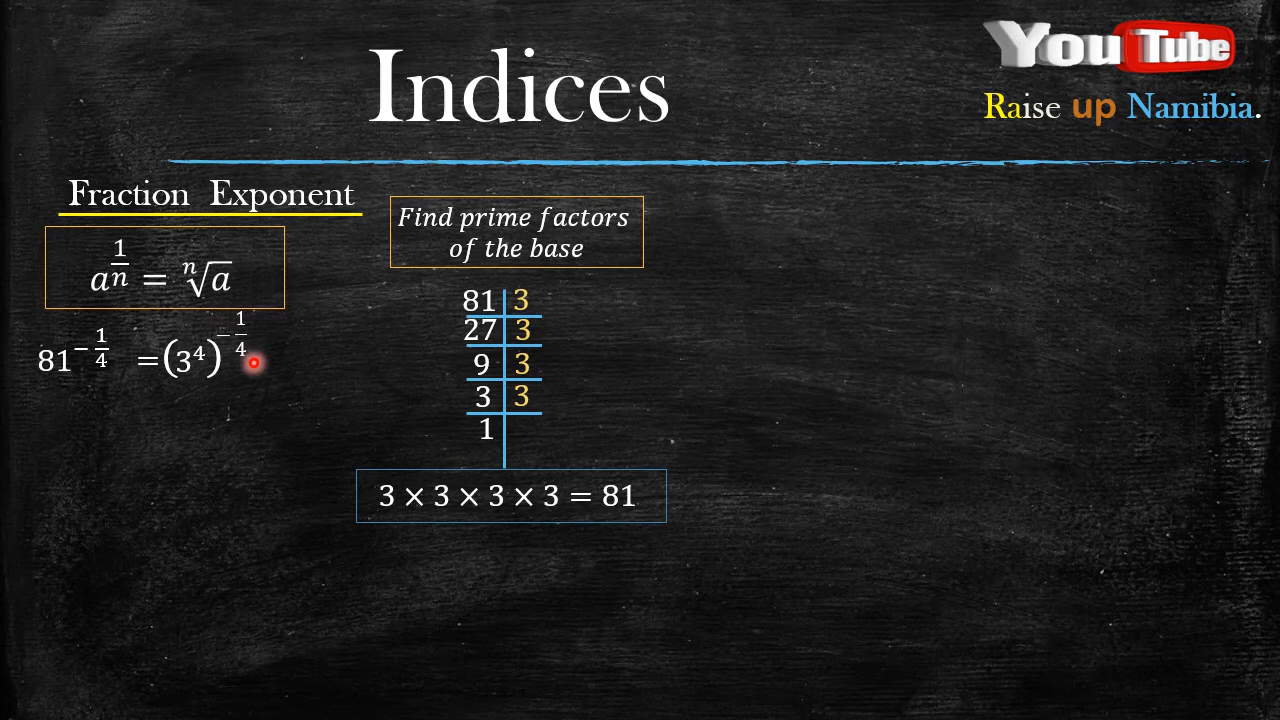 Indices
YouTube
Raise up Namibia.
Fraction Exponent
a^(1/n) = ⁿ√a
81^(−1/4) = (3⁴)^(−1/4)
Find prime factors
of the base
81 | 3
27 | 3
9 | 3
3 | 3
1 |
3 × 3 × 3 × 3 = 81